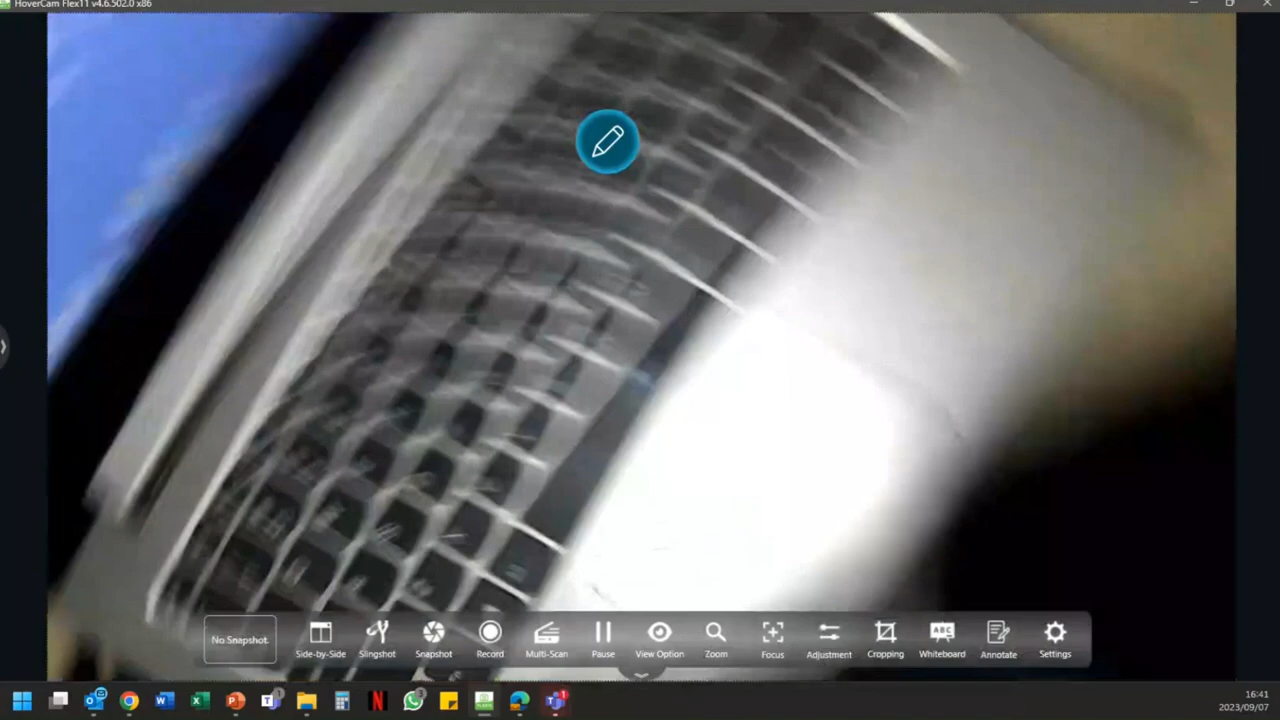 HoverCam Flex11 v4.6.502.0 x86
No Snapshot.
Side-by-Side
Slingshot
Snapshot
Record
Multi-Scan
Pause
View Option
Zoom
Focus
Adjustment
Cropping
ABC
Whiteboard
Annotate
Settings
16:41
2023/09/07